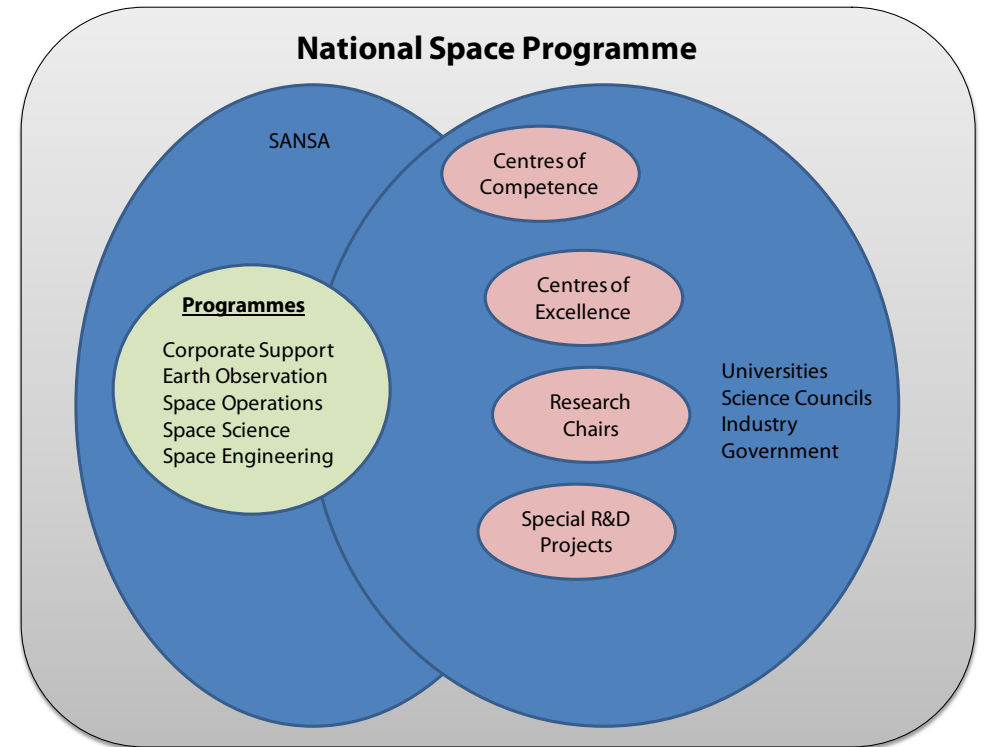 National Space Programme
SANSA
Centres of
Competence
Programmes
Corporate Support
Earth Observation
Space Operations
Space Science
Space Engineering
Centres of
Excellence
Research
Chairs
Special R&D
Projects
Universities
Science Councils
Industry
Government